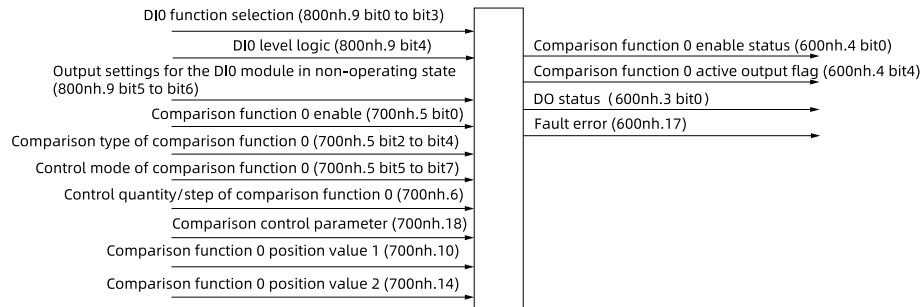 DI0 function selection (800nh.9 bit0 to bit3)
DI0 level logic (800nh.9 bit4)
Output settings for the DI0 module in non-operating state
(800nh.9 bit5 to bit6)
Comparison function 0 enable (700nh.5 bit0)
Comparison type of comparison function 0 (700nh.5 bit2 to bit4)
Control mode of comparison function 0 (700nh.5 bit5 to bit7)
Control quantity/step of comparison function 0 (700nh.6)
Comparison control parameter (700nh.18)
Comparison function 0 position value 1 (700nh.10)
Comparison function 0 position value 2 (700nh.14)
Comparison function 0 enable status (600nh.4 bit0)
Comparison function 0 active output flag (600nh.4 bit4)
DO status (600nh.3 bit0)
Fault error (600nh.17)